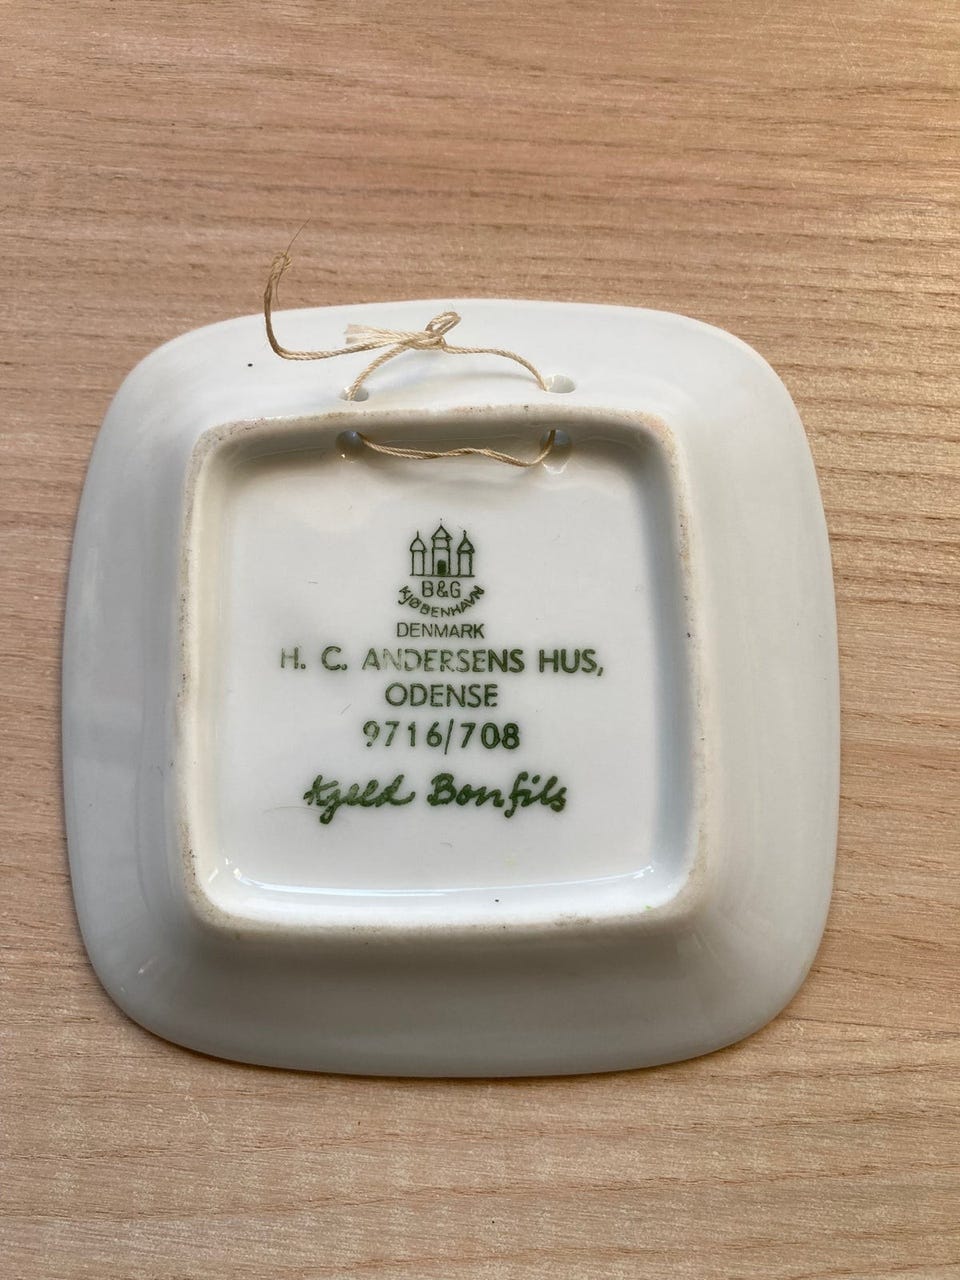 B&G
KJØBENHAVN
DENMARK
H. C. ANDERSENS HUS,
ODENSE
9716/708
Kjeld Bonfils